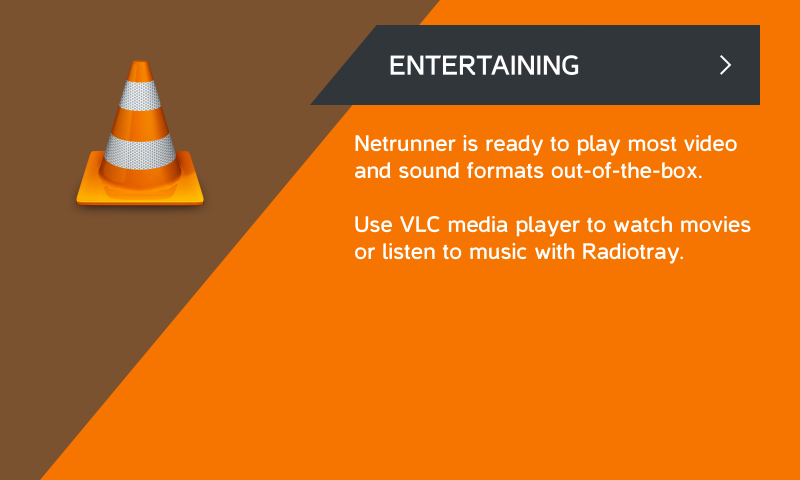 ENTERTAINING
Netrunner is ready to play most video
and sound formats out-of-the-box.
Use VLC media player to watch movies
or listen to music with Radiotray.